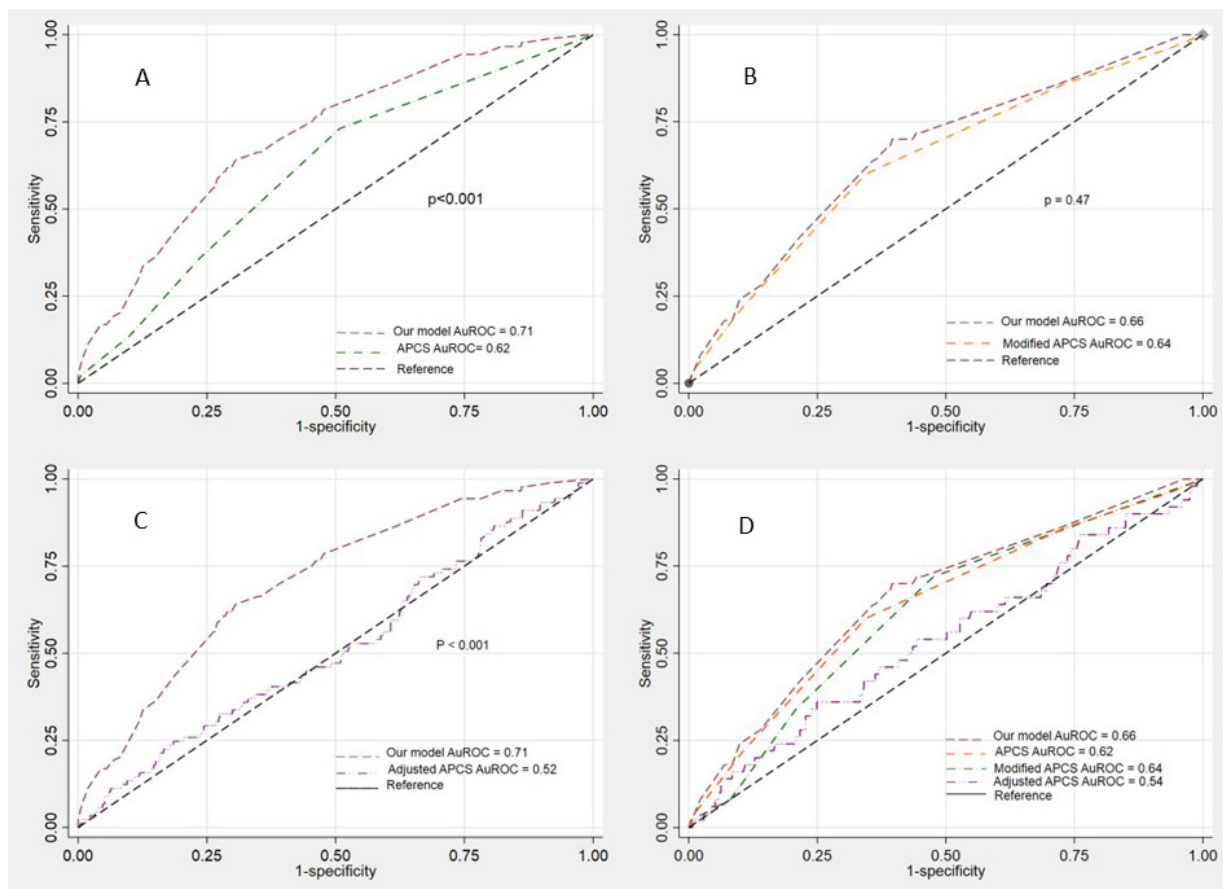 A
1.00
0.75
0.50
0.25
0.00
Sensitivity
p<0.001
Our model AuROC = 0.71
APCS AuROC= 0.62
Reference
0.00 0.25 0.50 0.75 1.00
1-specificity
B
1.00
0.75
0.50
0.25
0.00
Sensitivity
p = 0.47
Our model AuROC = 0.66
Modified APCS AuROC = 0.64
Reference
0.00 0.25 0.50 0.75 1.00
1-specificity
C
1.00
0.75
0.50
0.25
0.00
Sensitivity
P < 0.001
Our model AuROC = 0.71
Adjusted APCS AuROC = 0.52
Reference
0.00 0.25 0.50 0.75 1.00
1-specificity
D
1.00
0.75
0.50
0.25
0.00
Sensitivity
Our model AuROC = 0.66
APCS AuROC = 0.62
Modified APCS AuROC = 0.64
Adjusted APCS AuROC = 0.54
Reference
0.00 0.25 0.50 0.75 1.00
1-specificity